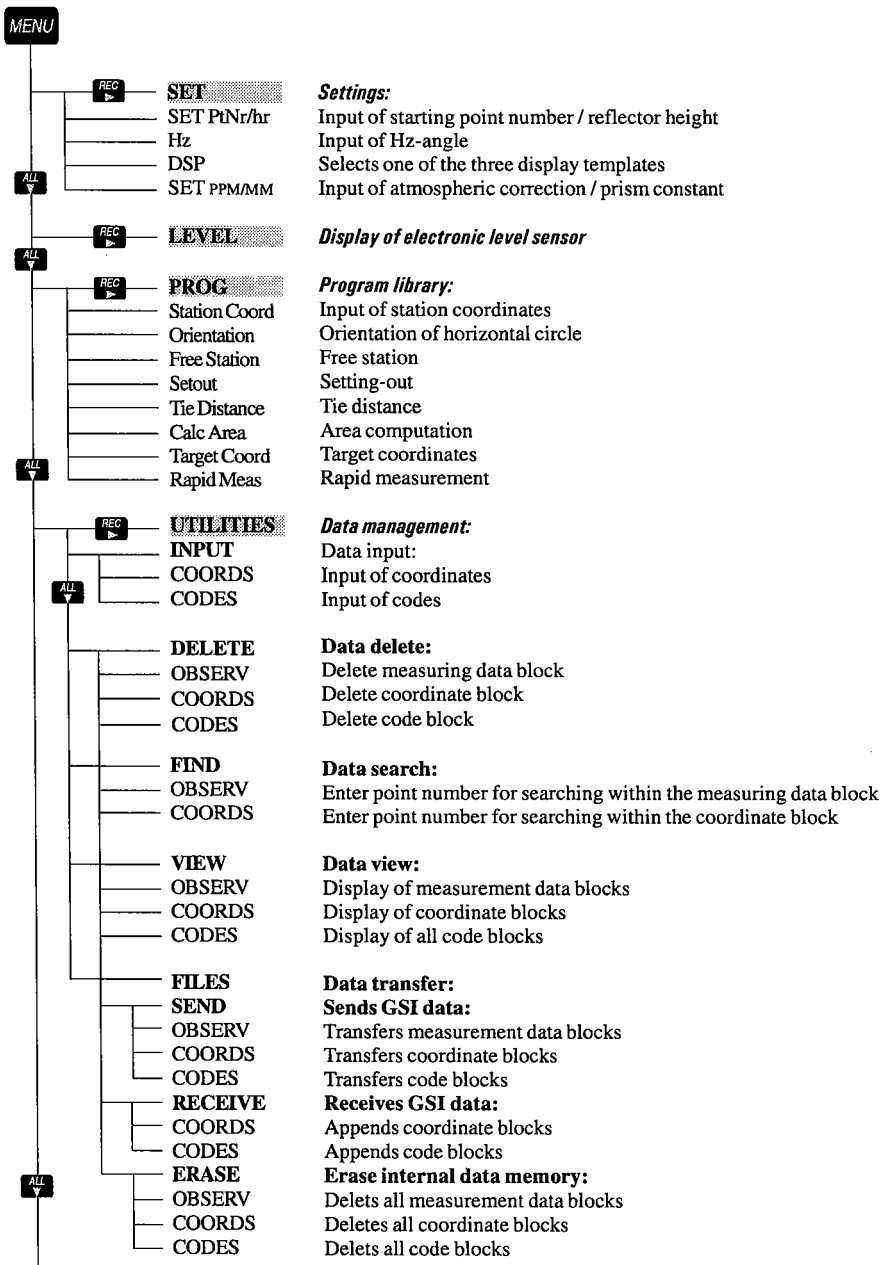 MENU
REC SET Settings:
SET PtNr/hr Input of starting point number / reflector height
Hz Input of Hz-angle
DSP Selects one of the three display templates
ALL SET PPM/MM Input of atmospheric correction / prism constant
REC LEVEL Display of electronic level sensor
ALL
REC PROG Program library:
Station Coord Input of station coordinates
Orientation Orientation of horizontal circle
Free Station Free station
Setout Setting-out
Tie Distance Tie distance
Calc Area Area computation
ALL Target Coord Target coordinates
Rapid Meas Rapid measurement
REC UTILITIES Data management:
INPUT Data input:
COORDS Input of coordinates
ALL CODES Input of codes
DELETE Data delete:
OBSERV Delete measuring data block
COORDS Delete coordinate block
CODES Delete code block
FIND Data search:
OBSERV Enter point number for searching within the measuring data block
COORDS Enter point number for searching within the coordinate block
VIEW Data view:
OBSERV Display of measurement data blocks
COORDS Display of coordinate blocks
CODES Display of all code blocks
FILES Data transfer:
SEND Sends GSI data:
OBSERV Transfers measurement data blocks
COORDS Transfers coordinate blocks
CODES Transfers code blocks
RECEIVE Receives GSI data:
COORDS Appends coordinate blocks
CODES Appends code blocks
ALL ERASE Erase internal data memory:
OBSERV Delets all measurement data blocks
COORDS Deletes all coordinate blocks
CODES Delets all code blocks